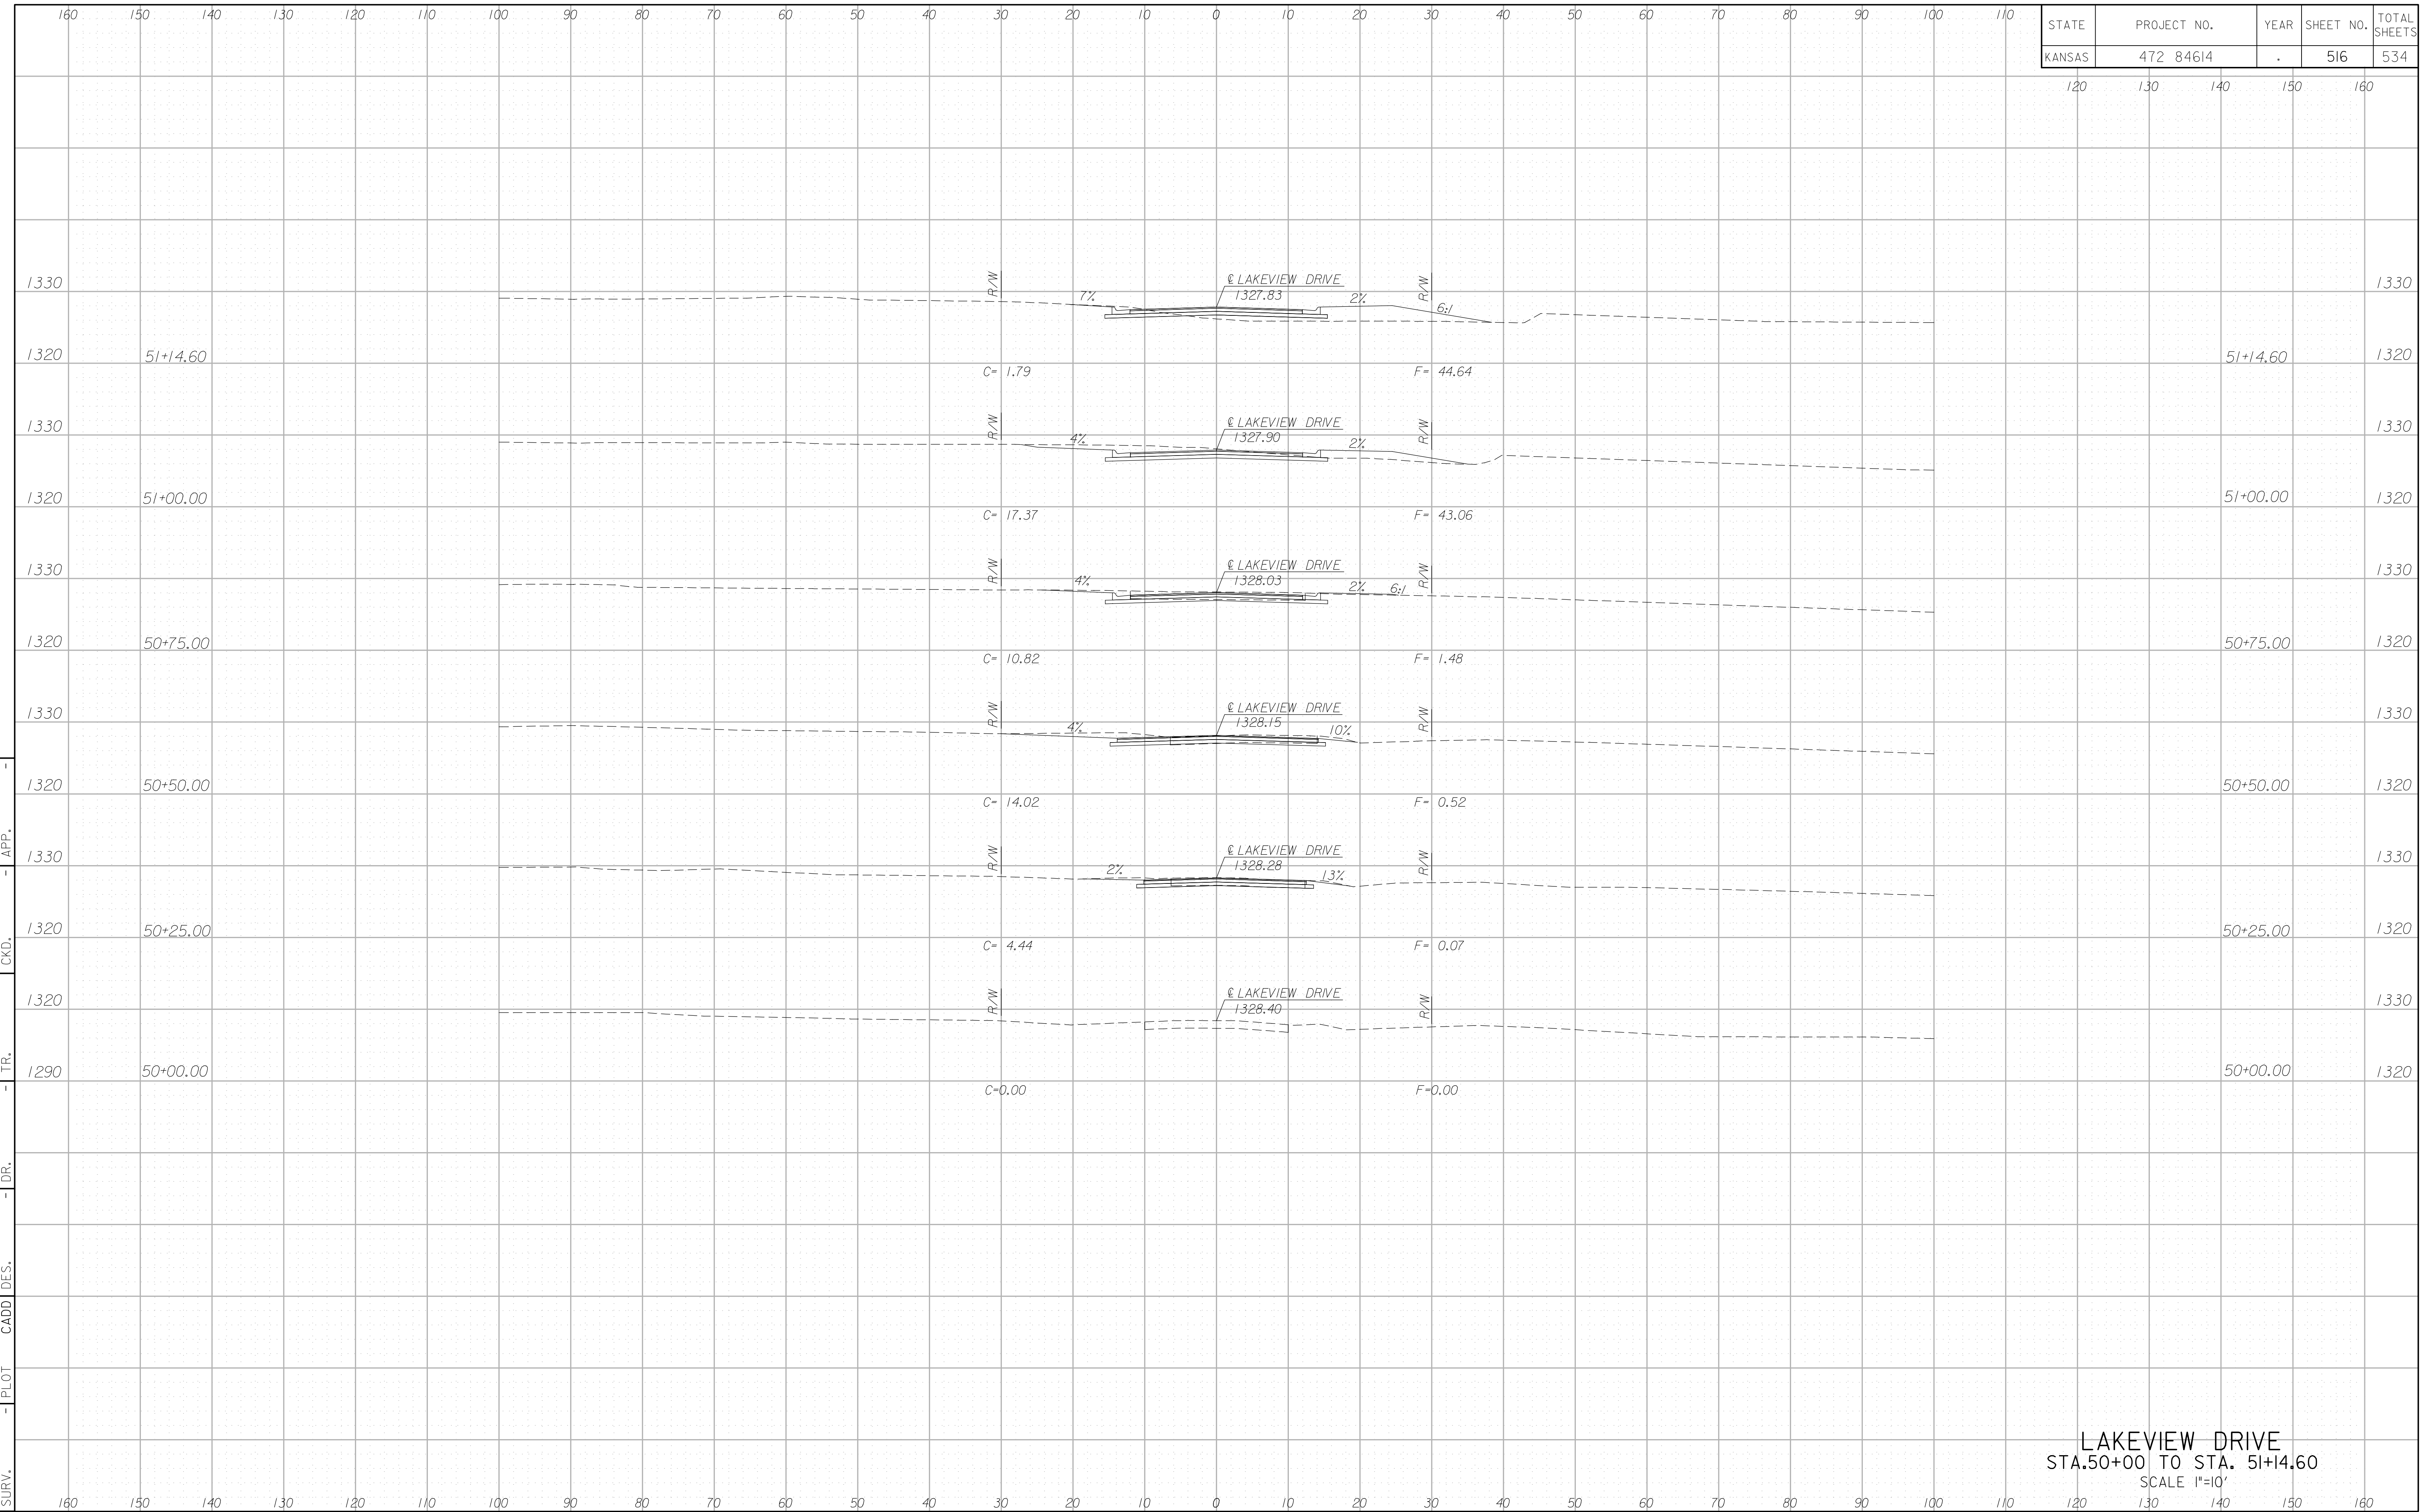 160 150 140 130 120 110 100 90 80 70 60 50 40 30 20 10 0 10 20 30 40 50 60 70 80 90 100 110
STATE PROJECT NO. YEAR SHEET NO. TOTAL SHEETS
KANSAS 472 84614 . 516 534
120 130 140 150 160
R/W ℄ LAKEVIEW DRIVE R/W
1330 7% 1327.83 2% 6:1 1330
1320 51+14.60 51+14.60 1320
C= 1.79 F= 44.64
R/W ℄ LAKEVIEW DRIVE R/W
1330 4% 1327.90 2% 1330
1320 51+00.00 51+00.00 1320
C= 17.37 F= 43.06
R/W ℄ LAKEVIEW DRIVE R/W
1330 4% 1328.03 2% 6:1 1330
1320 50+75.00 50+75.00 1320
C= 10.82 F= 1.48
R/W ℄ LAKEVIEW DRIVE R/W
1330 4% 1328.15 10% 1330
1320 50+50.00 50+50.00 1320
C= 14.02 F= 0.52
R/W ℄ LAKEVIEW DRIVE R/W
1330 2% 1328.28 13% 1330
1320 50+25.00 50+25.00 1320
C= 4.44 F= 0.07
R/W ℄ LAKEVIEW DRIVE R/W
1320 1328.40 1330
1290 50+00.00 50+00.00 1320
C=0.00 F=0.00
SURV. - PLOT CADD DES. - DR. - TR. CKD. - APP. -
LAKEVIEW DRIVE
STA.50+00 TO STA. 51+14.60
SCALE 1"=10'
160 150 140 130 120 110 100 90 80 70 60 50 40 30 20 10 0 10 20 30 40 50 60 70 80 90 100 110 120 130 140 150 160